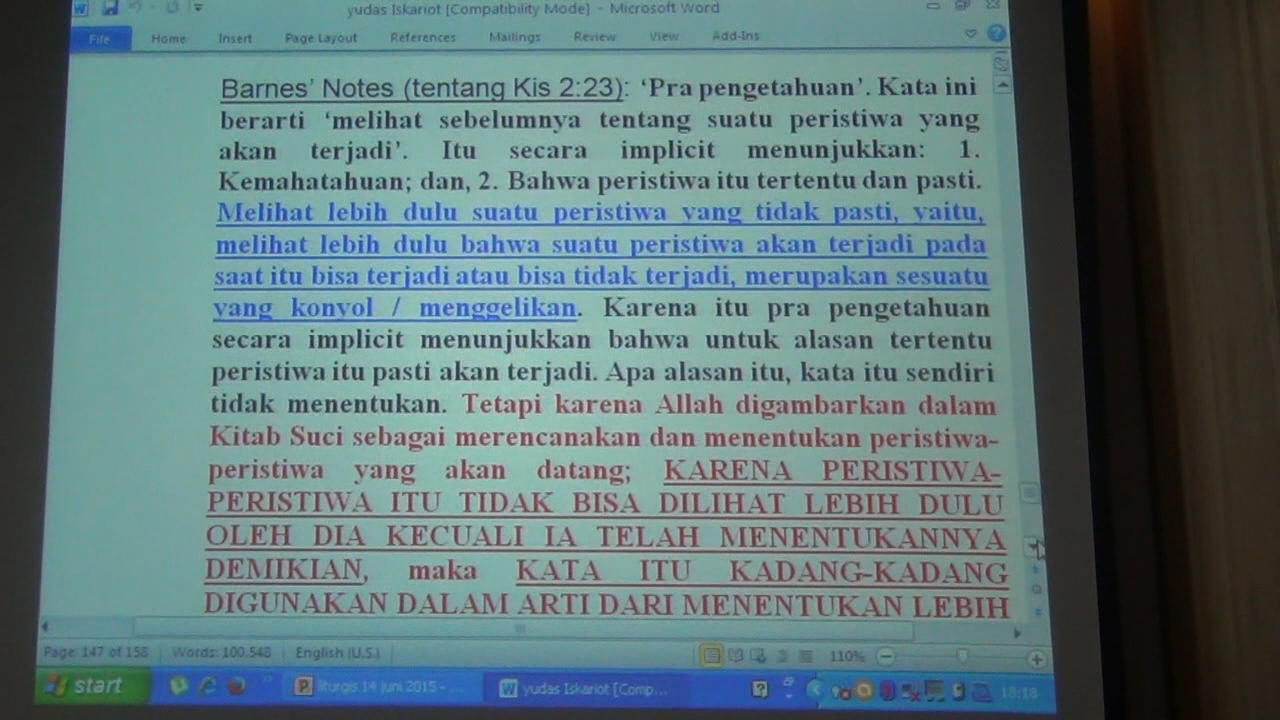 yudas Iskariot [Compatibility Mode] - Microsoft Word
File Home Insert Page Layout References Mailings Review View Add-Ins
Barnes’ Notes (tentang Kis 2:23): ‘Pra pengetahuan’. Kata ini
berarti ‘melihat sebelumnya tentang suatu peristiwa yang
akan terjadi’. Itu secara implicit menunjukkan: 1.
Kemahatahuan; dan, 2. Bahwa peristiwa itu tertentu dan pasti.
Melihat lebih dulu suatu peristiwa yang tidak pasti, yaitu,
melihat lebih dulu bahwa suatu peristiwa akan terjadi pada
saat itu bisa terjadi atau bisa tidak terjadi, merupakan sesuatu
yang konyol / menggelikan. Karena itu pra pengetahuan
secara implicit menunjukkan bahwa untuk alasan tertentu
peristiwa itu pasti akan terjadi. Apa alasan itu, kata itu sendiri
tidak menentukan. Tetapi karena Allah digambarkan dalam
Kitab Suci sebagai merencanakan dan menentukan peristiwa-
peristiwa yang akan datang; KARENA PERISTIWA-
PERISTIWA ITU TIDAK BISA DILIHAT LEBIH DULU
OLEH DIA KECUALI IA TELAH MENENTUKANNYA
DEMIKIAN, maka KATA ITU KADANG-KADANG
DIGUNAKAN DALAM ARTI DARI MENENTUKAN LEBIH
Page: 147 of 158 Words: 100.548 English (U.S.) 110%
start liturgis 14 juni 2015 - ... yudas Iskariot [Comp... 18:18